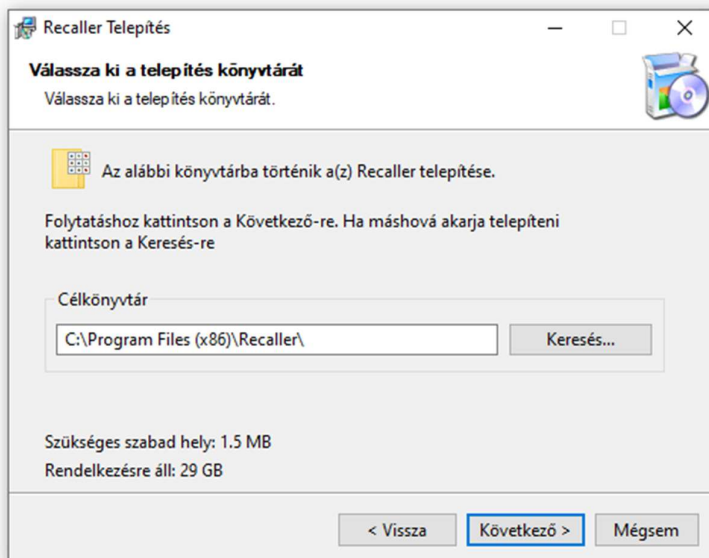 Recaller Telepítés
Válassza ki a telepítés könyvtárát
Válassza ki a telepítés könyvtárát.
Az alábbi könyvtárba történik a(z) Recaller telepítése.
Folytatáshoz kattintson a Következő-re. Ha máshová akarja telepíteni
kattintson a Keresés-re
Célkönyvtár
C:\Program Files (x86)\Recaller\
Keresés...
Szükséges szabad hely: 1.5 MB
Rendelkezésre áll: 29 GB
< Vissza
Következő >
Mégsem